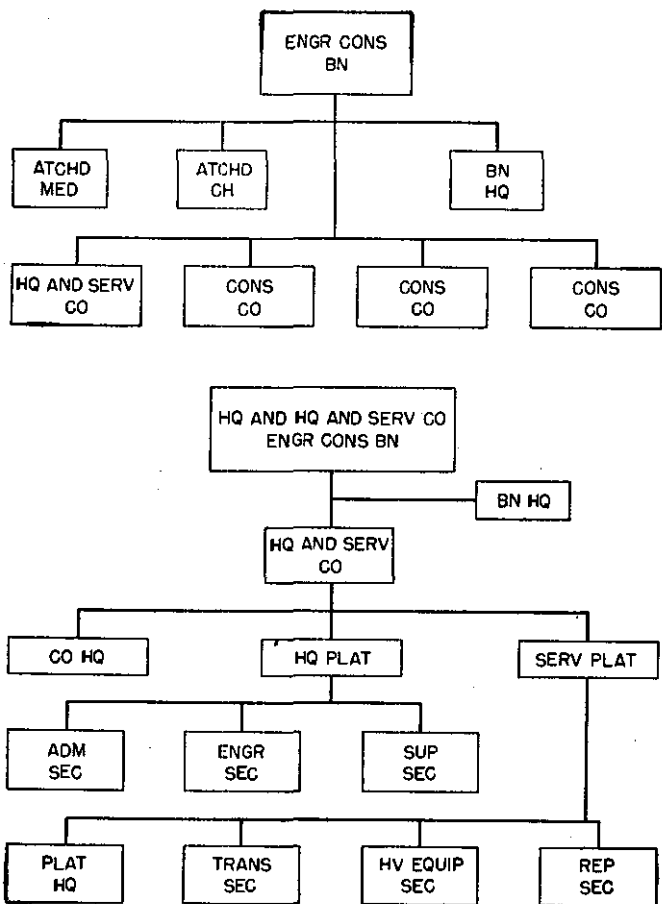 ENGR CONS
BN
ATCHD
MED
ATCHD
CH
BN
HQ
HQ AND SERV
CO
CONS
CO
CONS
CO
CONS
CO
HQ AND HQ AND SERV CO
ENGR CONS BN
BN HQ
HQ AND SERV
CO
CO HQ
HQ PLAT
SERV PLAT
ADM
SEC
ENGR
SEC
SUP
SEC
PLAT
HQ
TRANS
SEC
HV EQUIP
SEC
REP
SEC